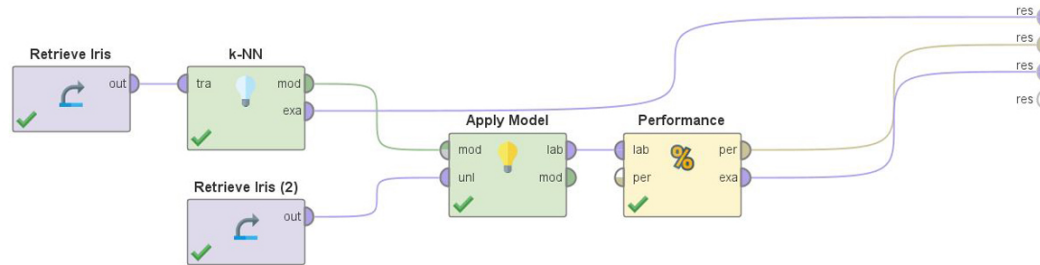 res
res
res
res
Retrieve Iris
out
k-NN
tra
mod
exa
Apply Model
mod
lab
unl
mod
Performance
lab
per
per
exa
Retrieve Iris (2)
out